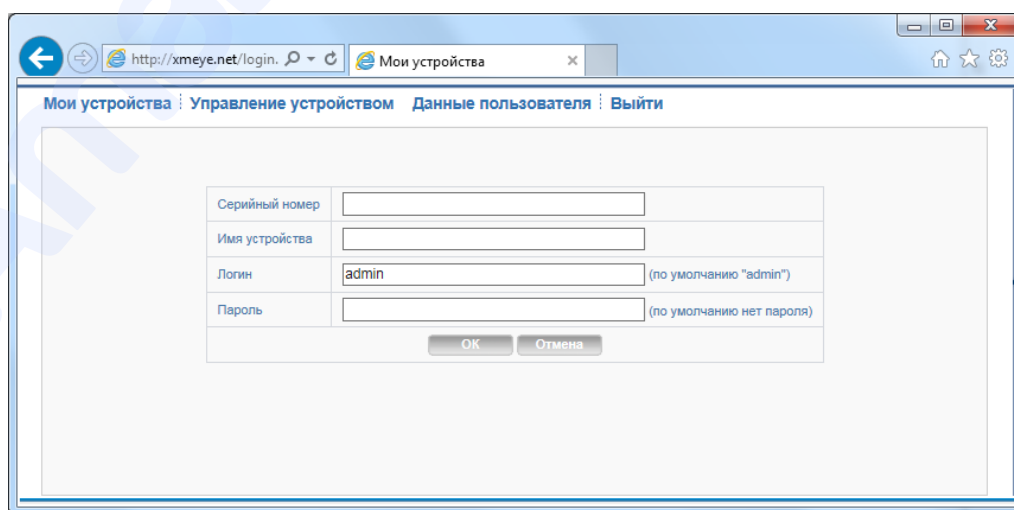 http://xmeye.net/login.
Мои устройства
Мои устройства Управление устройством Данные пользователя Выйти
Серийный номер
Имя устройства
Логин admin (по умолчанию "admin")
Пароль (по умолчанию нет пароля)
OK Отмена